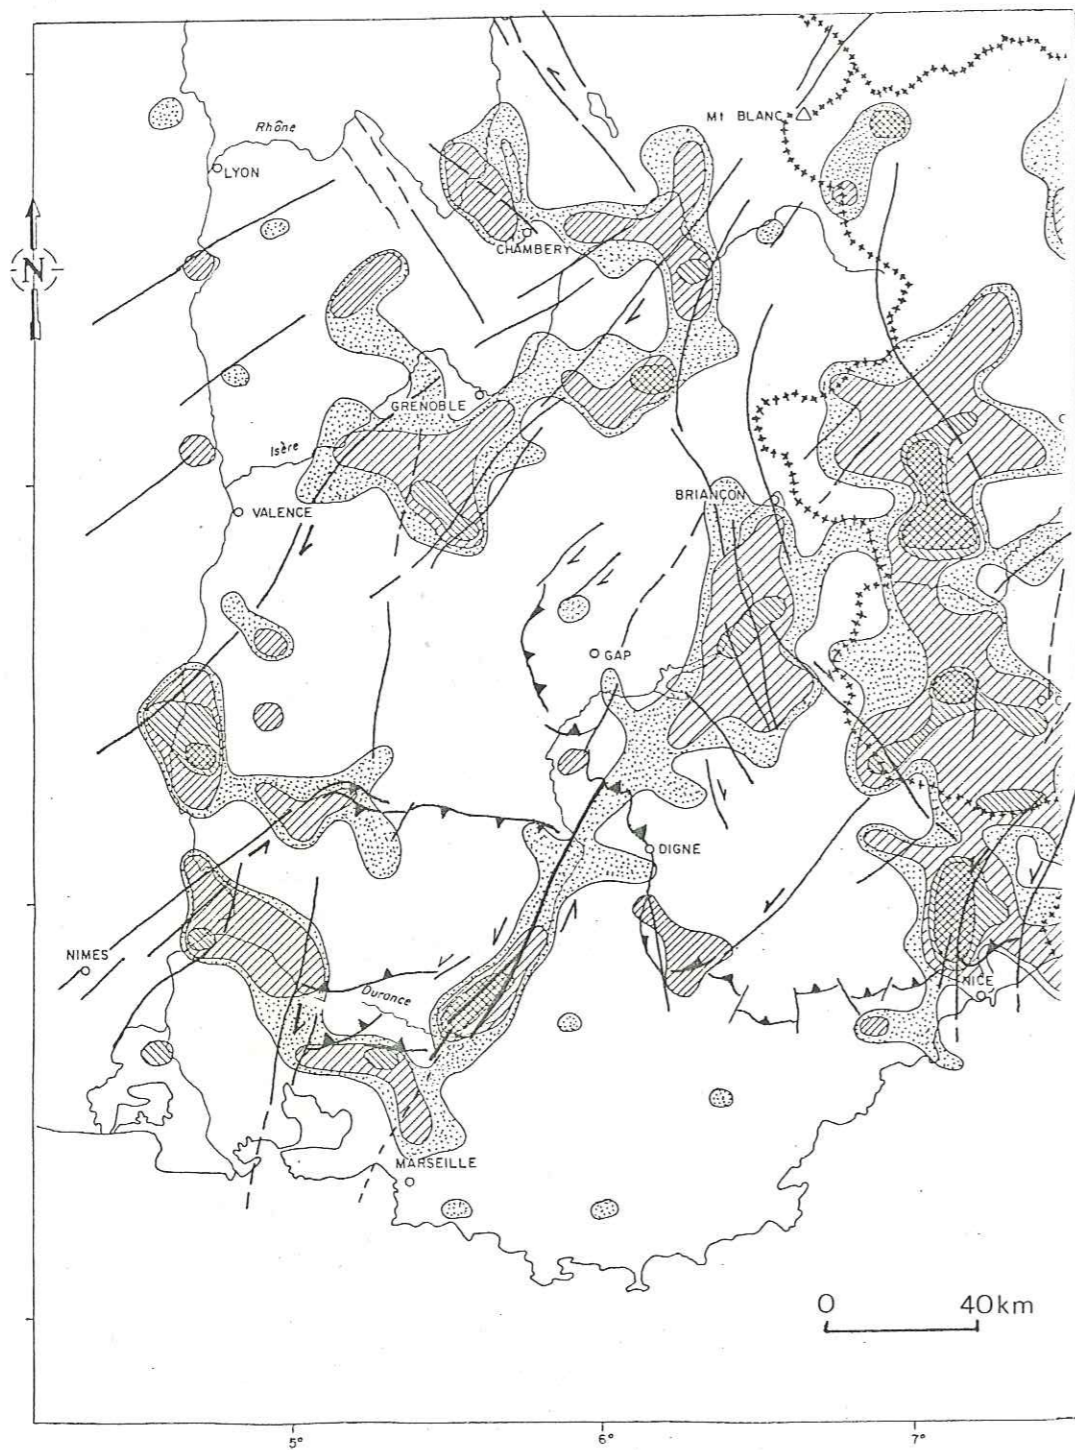 Mt BLANC
Rhône
LYON
N
CHAMBERY
GRENOBLE
Isère
BRIANÇON
VALENCE
GAP
C
DIGNE
NIMES
NICE
Durance
MARSEILLE
0 40km
5° 6° 7°